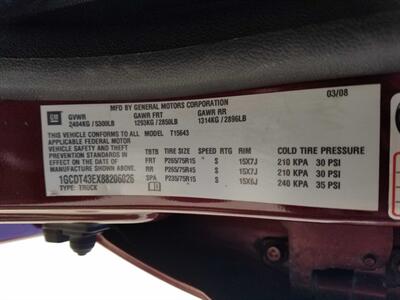 MFD BY GENERAL MOTORS CORPORATION
03/08
GM
GVWR GAWR FRT GAWR RR
2404KG / 5300LB 1293KG / 2850LB 1314KG / 2896LB
THIS VEHICLE CONFORMS TO ALL MODEL T15643
APPLICABLE FEDERAL MOTOR
VEHICLE SAFETY AND THEFT
PREVENTION STANDARDS IN
EFFECT ON THE DATE OF
MANUFACTURE SHOWN ABOVE.
1GCDT43EX88206026
TYPE: TRUCK
COLD TIRE PRESSURE
TBTB TIRE SIZE SPEED RTG RIM
FRT P265/75R15 S 15X7J 210 KPA 30 PSI
RR P265/75R15 S 15X7J 210 KPA 30 PSI
SPA P235/75R15 S 15X6J 240 KPA 35 PSI